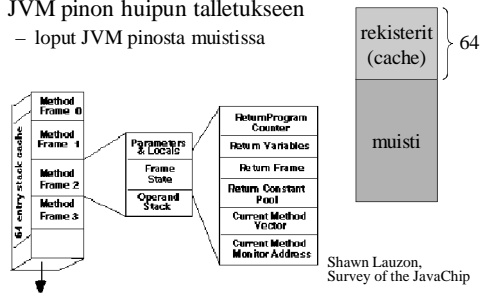 JVM pinon huipun talletukseen
– loput JVM pinosta muistissa
rekisterit
(cache)
64
muisti
64 entry stack cache
Method
Frame 0
Method
Frame 1
Method
Frame 2
Method
Frame 3
Parameters
& Locals
Frame
State
Operand
Stack
Return Program
Counter
Return Variables
Return Frame
Return Constant
Pool
Current Method
Vector
Current Method
Monitor Address
Shawn Lauzon,
Survey of the JavaChip